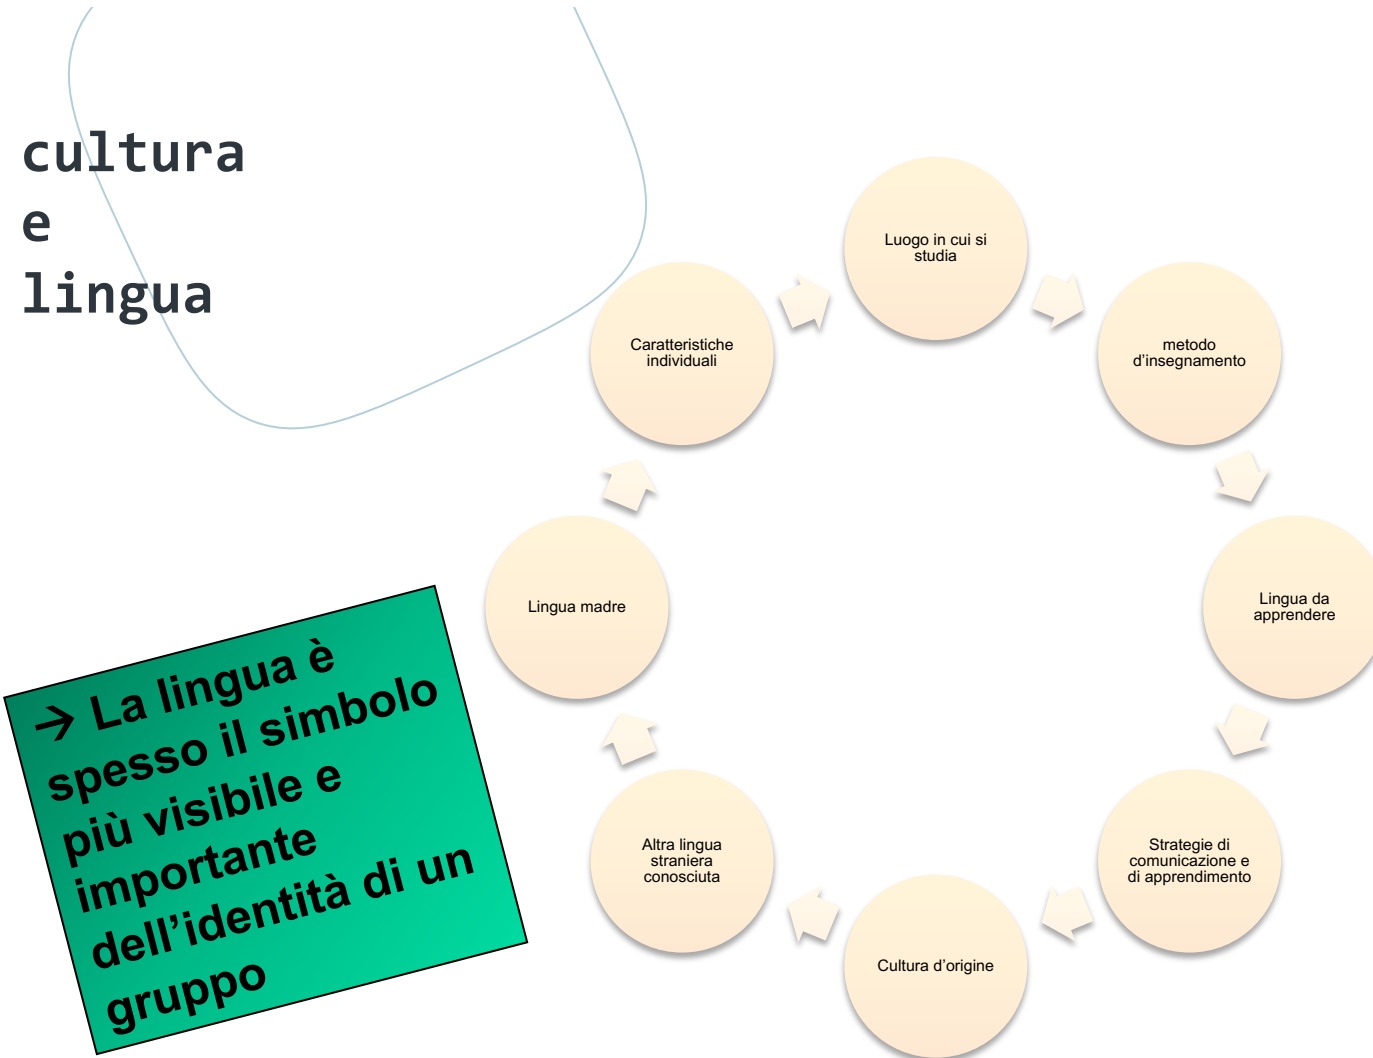 cultura
e
lingua
Luogo in cui si
studia
metodo
d’insegnamento
Lingua da
apprendere
Strategie di
comunicazione e
di apprendimento
Cultura d’origine
Altra lingua
straniera
conosciuta
Lingua madre
Caratteristiche
individuali
→ La lingua è
spesso il simbolo
più visibile e
importante
dell’identità di un
gruppo